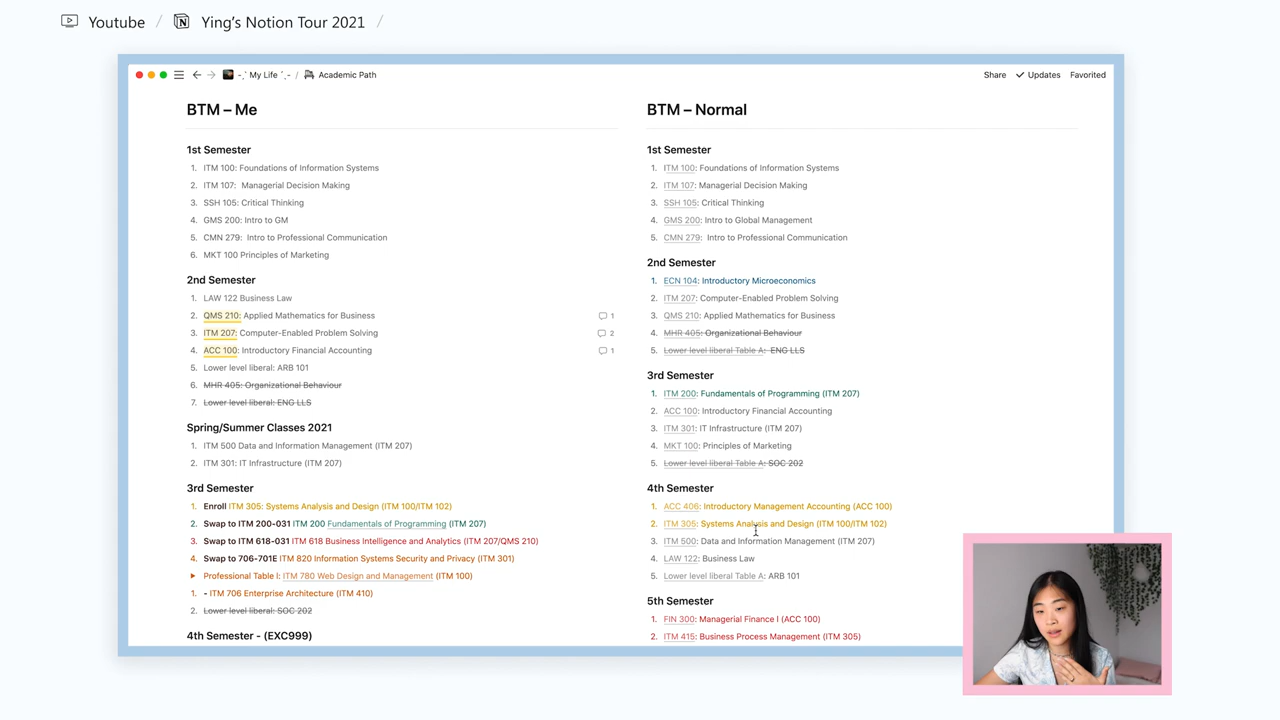 Youtube / Ying's Notion Tour 2021 /
-ˏˋ My Life ˊˎ- / Academic Path
Share ✓ Updates Favorited
BTM – Me
1st Semester
1. ITM 100: Foundations of Information Systems
2. ITM 107: Managerial Decision Making
3. SSH 105: Critical Thinking
4. GMS 200: Intro to GM
5. CMN 279: Intro to Professional Communication
6. MKT 100 Principles of Marketing
2nd Semester
1. LAW 122 Business Law
2. QMS 210: Applied Mathematics for Business 1
3. ITM 207: Computer-Enabled Problem Solving 2
4. ACC 100: Introductory Financial Accounting 1
5. Lower level liberal: ARB 101
6. MHR 405: Organizational Behaviour
7. Lower level liberal: ENG LLS
Spring/Summer Classes 2021
1. ITM 500 Data and Information Management (ITM 207)
2. ITM 301: IT Infrastructure (ITM 207)
3rd Semester
1. Enroll ITM 305: Systems Analysis and Design (ITM 100/ITM 102)
2. Swap to ITM 200-031 ITM 200 Fundamentals of Programming (ITM 207)
3. Swap to ITM 618-031 ITM 618 Business Intelligence and Analytics (ITM 207/QMS 210)
4. Swap to 706-701E ITM 820 Information Systems Security and Privacy (ITM 301)
Professional Table I: ITM 780 Web Design and Management (ITM 100)
1. - ITM 706 Enterprise Architecture (ITM 410)
2. Lower level liberal: SOC 202
4th Semester - (EXC999)
BTM – Normal
1st Semester
1. ITM 100: Foundations of Information Systems
2. ITM 107: Managerial Decision Making
3. SSH 105: Critical Thinking
4. GMS 200: Intro to Global Management
5. CMN 279: Intro to Professional Communication
2nd Semester
1. ECN 104: Introductory Microeconomics
2. ITM 207: Computer-Enabled Problem Solving
3. QMS 210: Applied Mathematics for Business
4. MHR 405: Organizational Behaviour
5. Lower level liberal Table A: ENG LLS
3rd Semester
1. ITM 200: Fundamentals of Programming (ITM 207)
2. ACC 100: Introductory Financial Accounting
3. ITM 301: IT Infrastructure (ITM 207)
4. MKT 100: Principles of Marketing
5. Lower level liberal Table A: SOC 202
4th Semester
1. ACC 406: Introductory Management Accounting (ACC 100)
2. ITM 305: Systems Analysis and Design (ITM 100/ITM 102)
3. ITM 500: Data and Information Management (ITM 207)
4. LAW 122: Business Law
5. Lower level liberal Table A: ARB 101
5th Semester
1. FIN 300: Managerial Finance I (ACC 100)
2. ITM 415: Business Process Management (ITM 305)